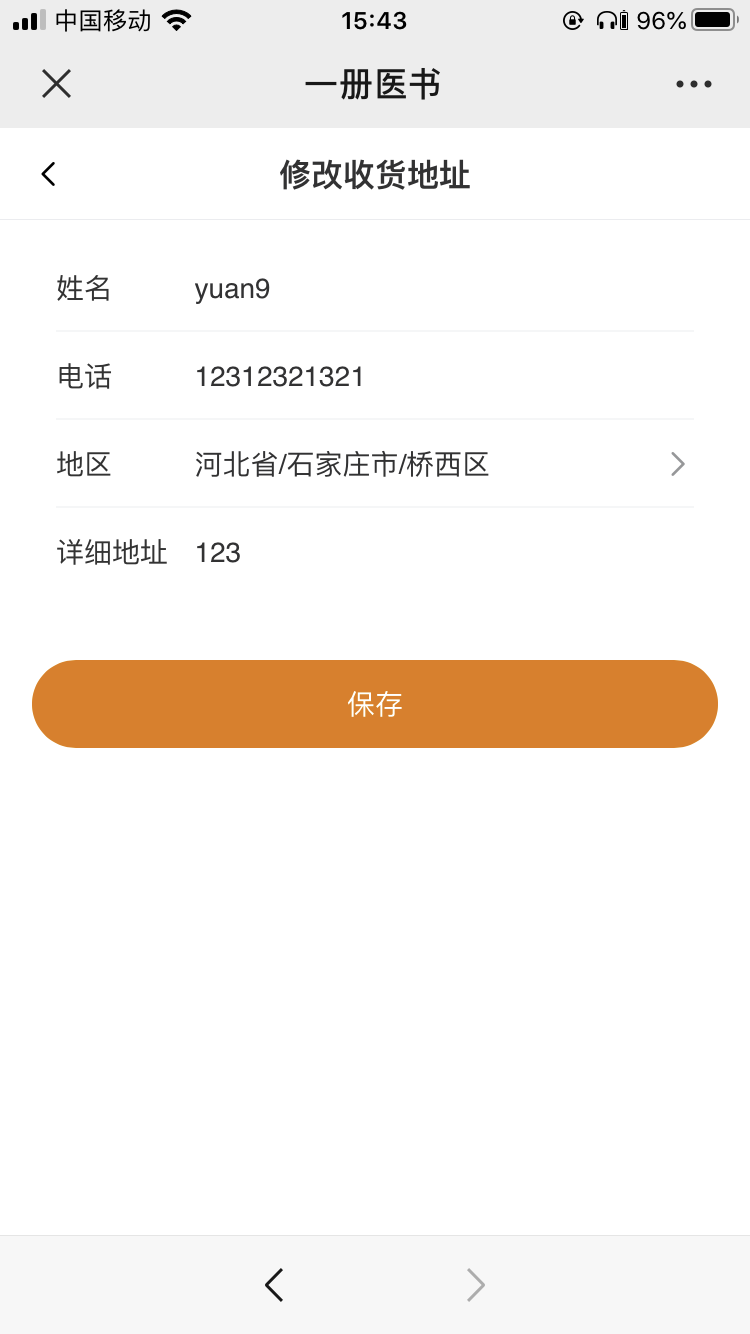 中国移动 15:43 96%
一册医书
修改收货地址
姓名 yuan9
电话 12312321321
地区 河北省/石家庄市/桥西区
详细地址 123
保存